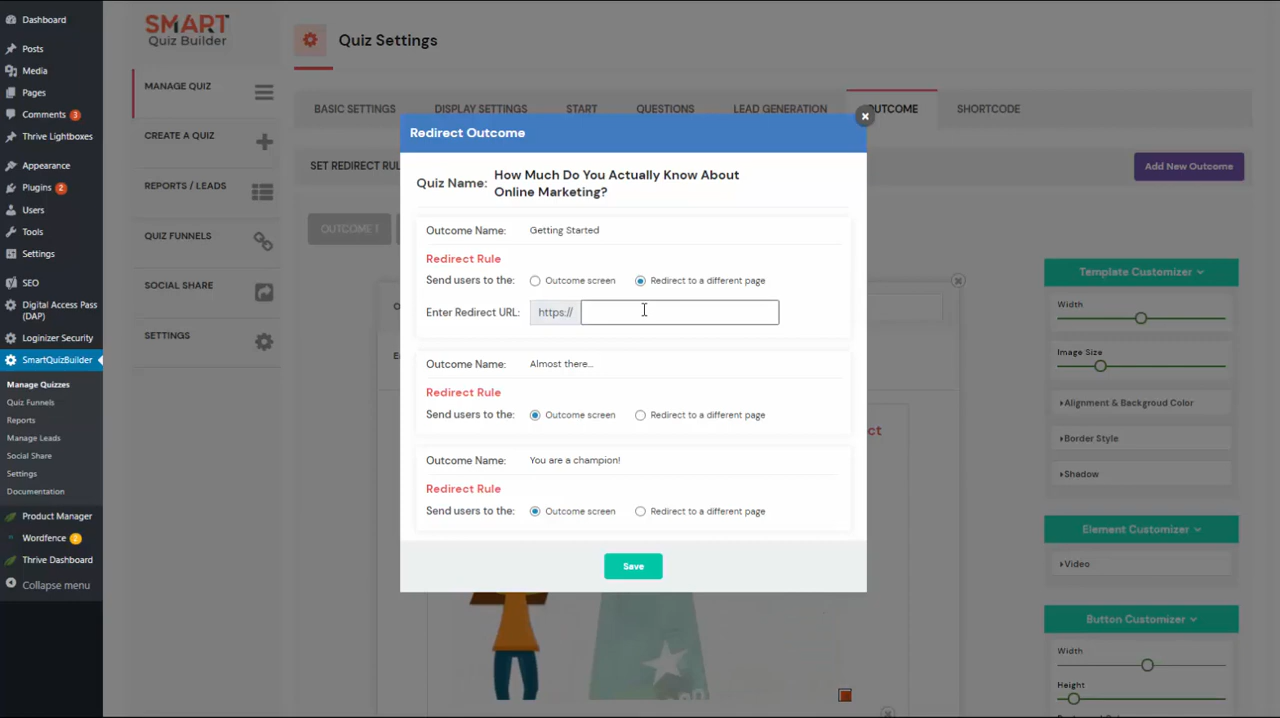 Dashboard
Posts
Media
Pages
Comments 3
Thrive Lightboxes
Appearance
Plugins 2
Users
Tools
Settings
SEO
Digital Access Pass
(DAP)
Loginizer Security
SmartQuizBuilder
Manage Quizzes
Quiz Funnels
Reports
Manage Leads
Social Share
Settings
Documentation
Product Manager
Wordfence 2
Thrive Dashboard
Collapse menu
SMART
Quiz Builder
MANAGE QUIZ
CREATE A QUIZ
REPORTS / LEADS
QUIZ FUNNELS
SOCIAL SHARE
SETTINGS
Quiz Settings
BASIC SETTINGS DISPLAY SETTINGS START QUESTIONS LEAD GENERATION OUTCOME SHORTCODE
SET REDIRECT RUL
Add New Outcome
OUTCOME 1
Redirect Outcome
Quiz Name: How Much Do You Actually Know About
Online Marketing?
Outcome Name: Getting Started
Redirect Rule
Send users to the: Outcome screen Redirect to a different page
Enter Redirect URL: https://
Outcome Name: Almost there...
Redirect Rule
Send users to the: Outcome screen Redirect to a different page
Outcome Name: You are a champion!
Redirect Rule
Send users to the: Outcome screen Redirect to a different page
Save
ct
Template Customizer
Width
Image Size
Alignment & Backgroud Color
Border Style
Shadow
Element Customizer
Video
Button Customizer
Width
Height